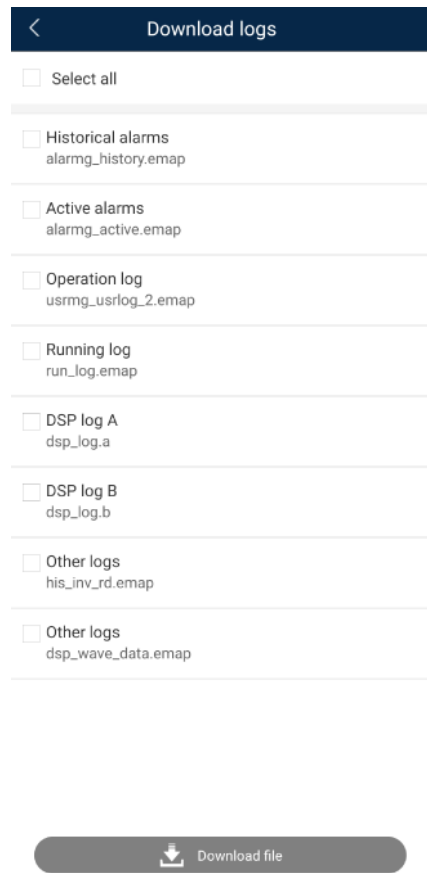 Download logs
Select all
Historical alarms
alarmg_history.emap
Active alarms
alarmg_active.emap
Operation log
usrmg_usrlog_2.emap
Running log
run_log.emap
DSP log A
dsp_log.a
DSP log B
dsp_log.b
Other logs
his_inv_rd.emap
Other logs
dsp_wave_data.emap
Download file